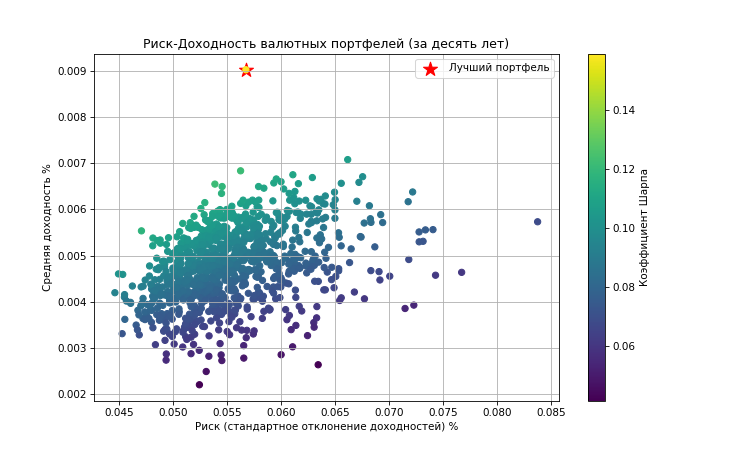 Риск-Доходность валютных портфелей (за десять лет)
Лучший портфель
0.009
0.008
0.007
0.006
0.005
0.004
0.003
0.002
Средняя доходность %
0.045 0.050 0.055 0.060 0.065 0.070 0.075 0.080 0.085
Риск (стандартное отклонение доходностей) %
0.14
0.12
0.10
0.08
0.06
Коэффициент Шарпа